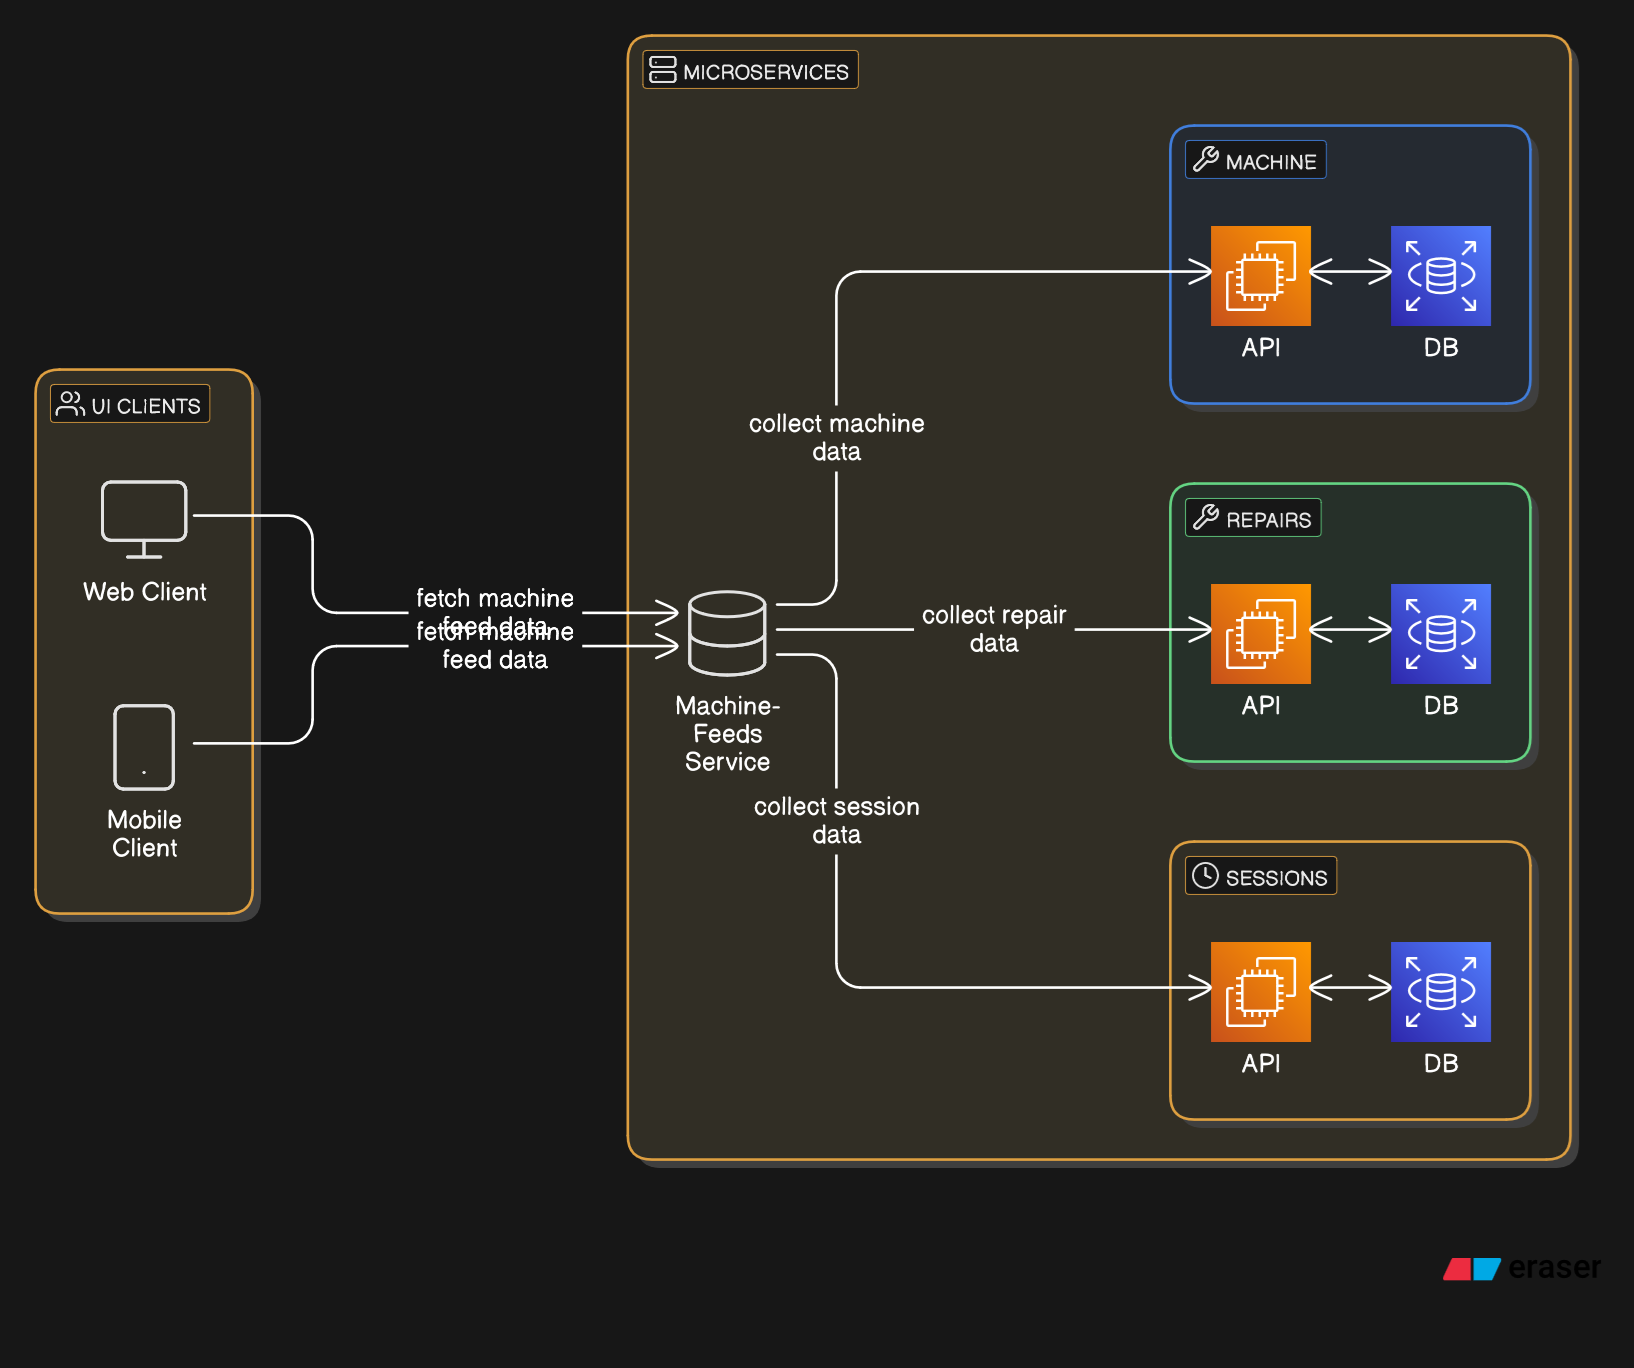 MICROSERVICES
MACHINE
API
DB
UI CLIENTS
Web Client
Mobile
Client
fetch machine
feed data
fetch machine
feed data
Machine-
Feeds
Service
collect machine
data
collect repair
data
collect session
data
REPAIRS
API
DB
SESSIONS
API
DB
eraser